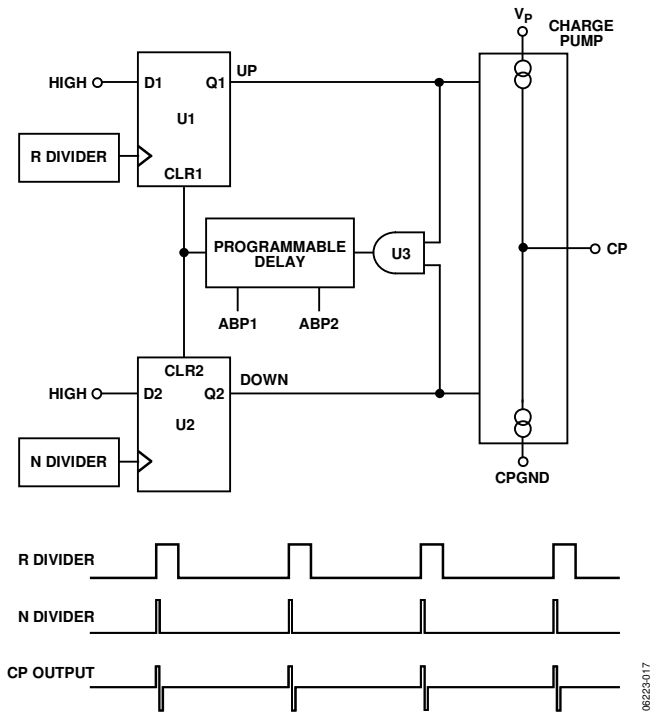 VP
CHARGE
PUMP
UP
HIGH
D1
Q1
U1
R DIVIDER
CLR1
PROGRAMMABLE
DELAY
U3
CP
ABP1
ABP2
CLR2
DOWN
HIGH
D2
Q2
U2
N DIVIDER
CPGND
R DIVIDER
N DIVIDER
CP OUTPUT
06223-017